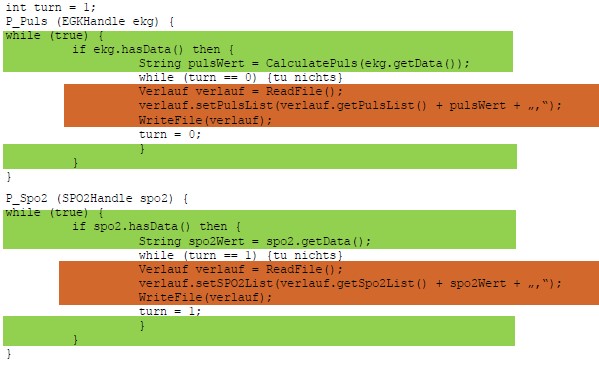 int turn = 1;
P_Puls (EGKHandle ekg) {
while (true) {
if ekg.hasData() then {
String pulsWert = CalculatePuls(ekg.getData());
while (turn == 0) {tu nichts}
Verlauf verlauf = ReadFile();
verlauf.setPulsList(verlauf.getPulsList() + pulsWert + „,“);
WriteFile(verlauf);
turn = 0;
}
}
}
P_Spo2 (SPO2Handle spo2) {
while (true) {
if spo2.hasData() then {
String spo2Wert = spo2.getData();
while (turn == 1) {tu nichts}
Verlauf verlauf = ReadFile();
verlauf.setSPO2List(verlauf.getSpo2List() + spo2Wert + „,“);
WriteFile(verlauf);
turn = 1;
}
}
}